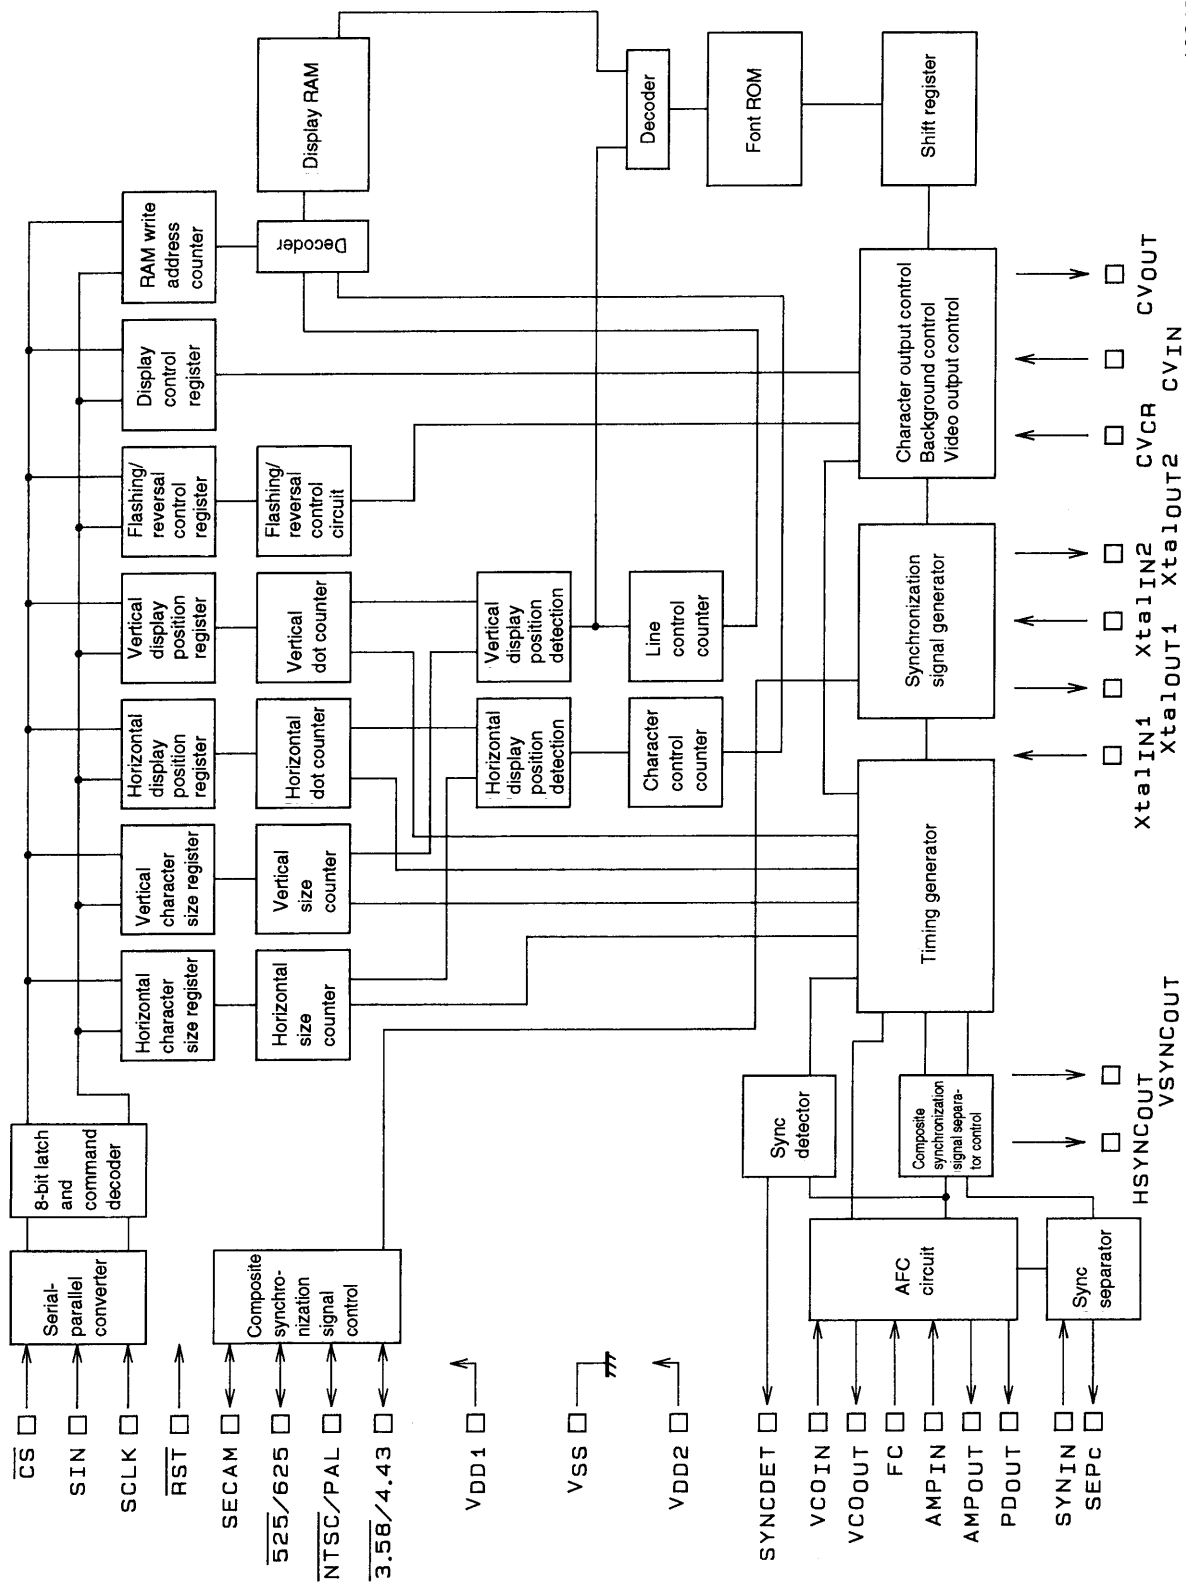 CS
SIN
SCLK
RST
SECAM
525/625
NTSC/PAL
3.58/4.43
VDD1
VSS
VDD2
SYNCDET
VCOIN
VCOOUT
FC
AMPIN
AMPOUT
PDOUT
SYNIN
SEPC
Serial-
parallel
converter
8-bit latch
and
command
decoder
Composite
synchro-
nization
signal
control
Horizontal
character
size register
Vertical
character
size register
Horizontal
display
position
register
Vertical
display
position
register
Flashing/
reversal
control
register
Display
control
register
RAM write
address
counter
Horizontal
size
counter
Vertical
size
counter
Horizontal
dot counter
Vertical
dot counter
Flashing/
reversal
control
circuit
Decoder
Display RAM
Horizontal
display
position
detection
Vertical
display
position
detection
Character
control
counter
Line
control
counter
Decoder
Font ROM
Shift register
Sync
detector
AFC
circuit
Composite
synchronization
signal separa-
tor control
Sync
separator
Timing generator
Synchronization
signal generator
Character output control
Background control
Video output control
HSYNCOUT
VSYNCOUT
XtalIN1
XtalOUT1
XtalIN2
XtalOUT2
CVCR
CVIN
CVOUT